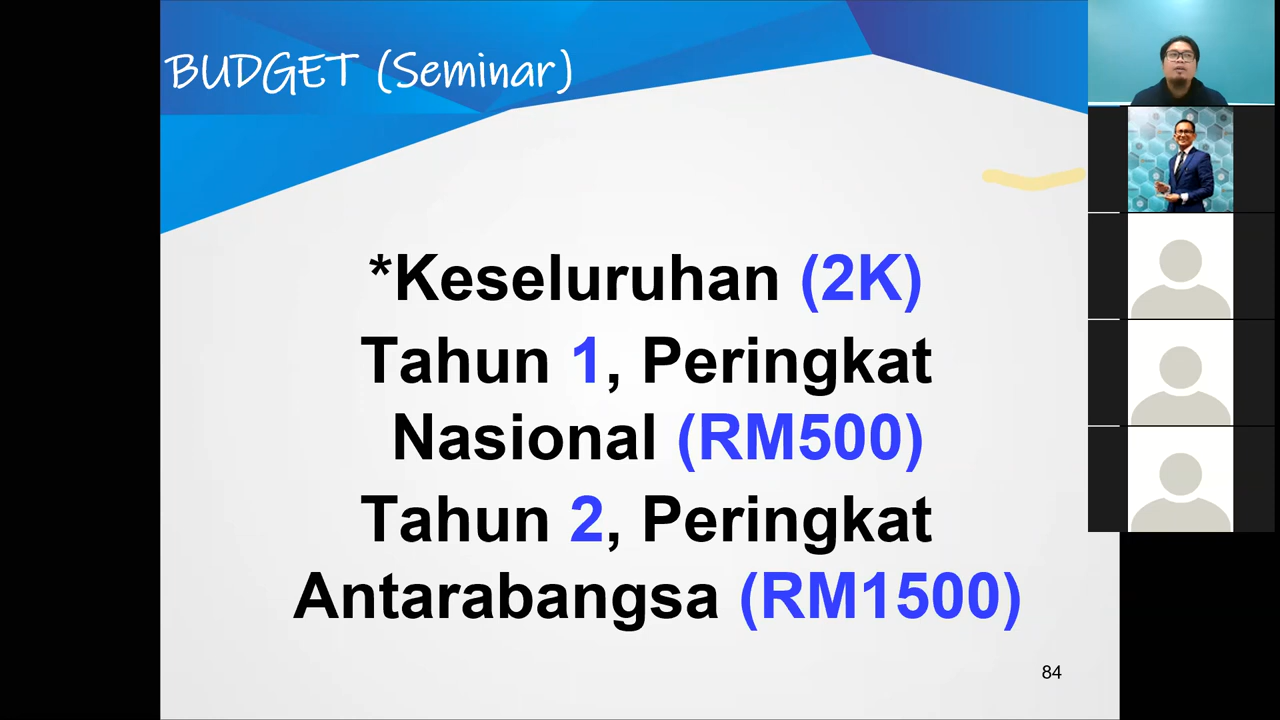 BUDGET (Seminar)
*Keseluruhan (2K)
Tahun 1, Peringkat
Nasional (RM500)
Tahun 2, Peringkat
Antarabangsa (RM1500)
84